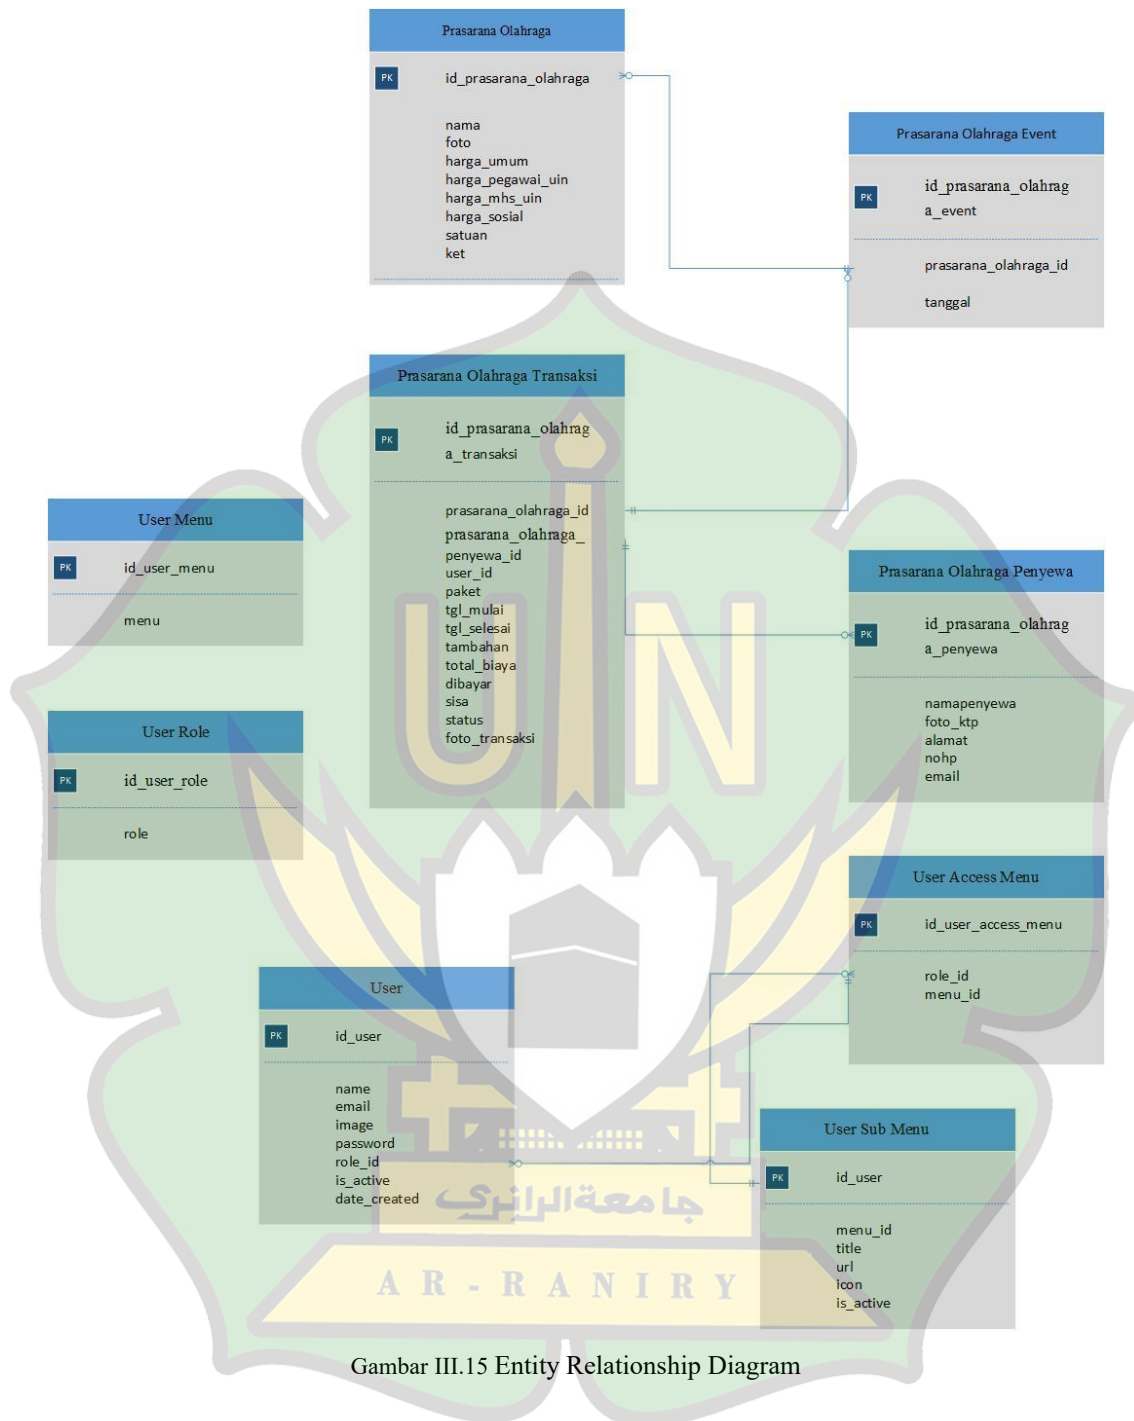 Prasarana Olahraga
PK
id_prasarana_olahraga
nama
foto
harga_umum
harga_pegawai_uin
harga_mhs_uin
harga_sosial
satuan
ket
Prasarana Olahraga Event
PK
id_prasarana_olahrag
a_event
prasarana_olahraga_id
tanggal
Prasarana Olahraga Transaksi
PK
id_prasarana_olahrag
a_transaksi
prasarana_olahraga_id
prasarana_olahraga_
penyewa_id
user_id
paket
tgl_mulai
tgl_selesai
tambahan
total_biaya
dibayar
sisa
status
foto_transaksi
User Menu
PK
id_user_menu
menu
Prasarana Olahraga Penyewa
PK
id_prasarana_olahrag
a_penyewa
namapenyewa
foto_ktp
alamat
nohp
email
User Role
PK
id_user_role
role
User Access Menu
PK
id_user_access_menu
role_id
menu_id
User
PK
id_user
name
email
image
password
role_id
is_active
date_created
User Sub Menu
PK
id_user
menu_id
title
url
icon
is_active
UIN
جامعةالرانرك
AR-RANIRY
Gambar III.15 Entity Relationship Diagram